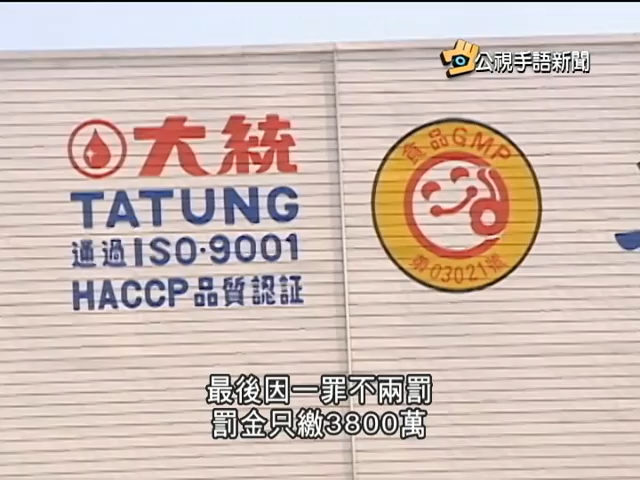 公視手語新聞
大統
TATUNG
通過ISO·9001
HACCP品質認証
食品GMP
第03021號
最後因一罪不兩罰
罰金只繳3800萬